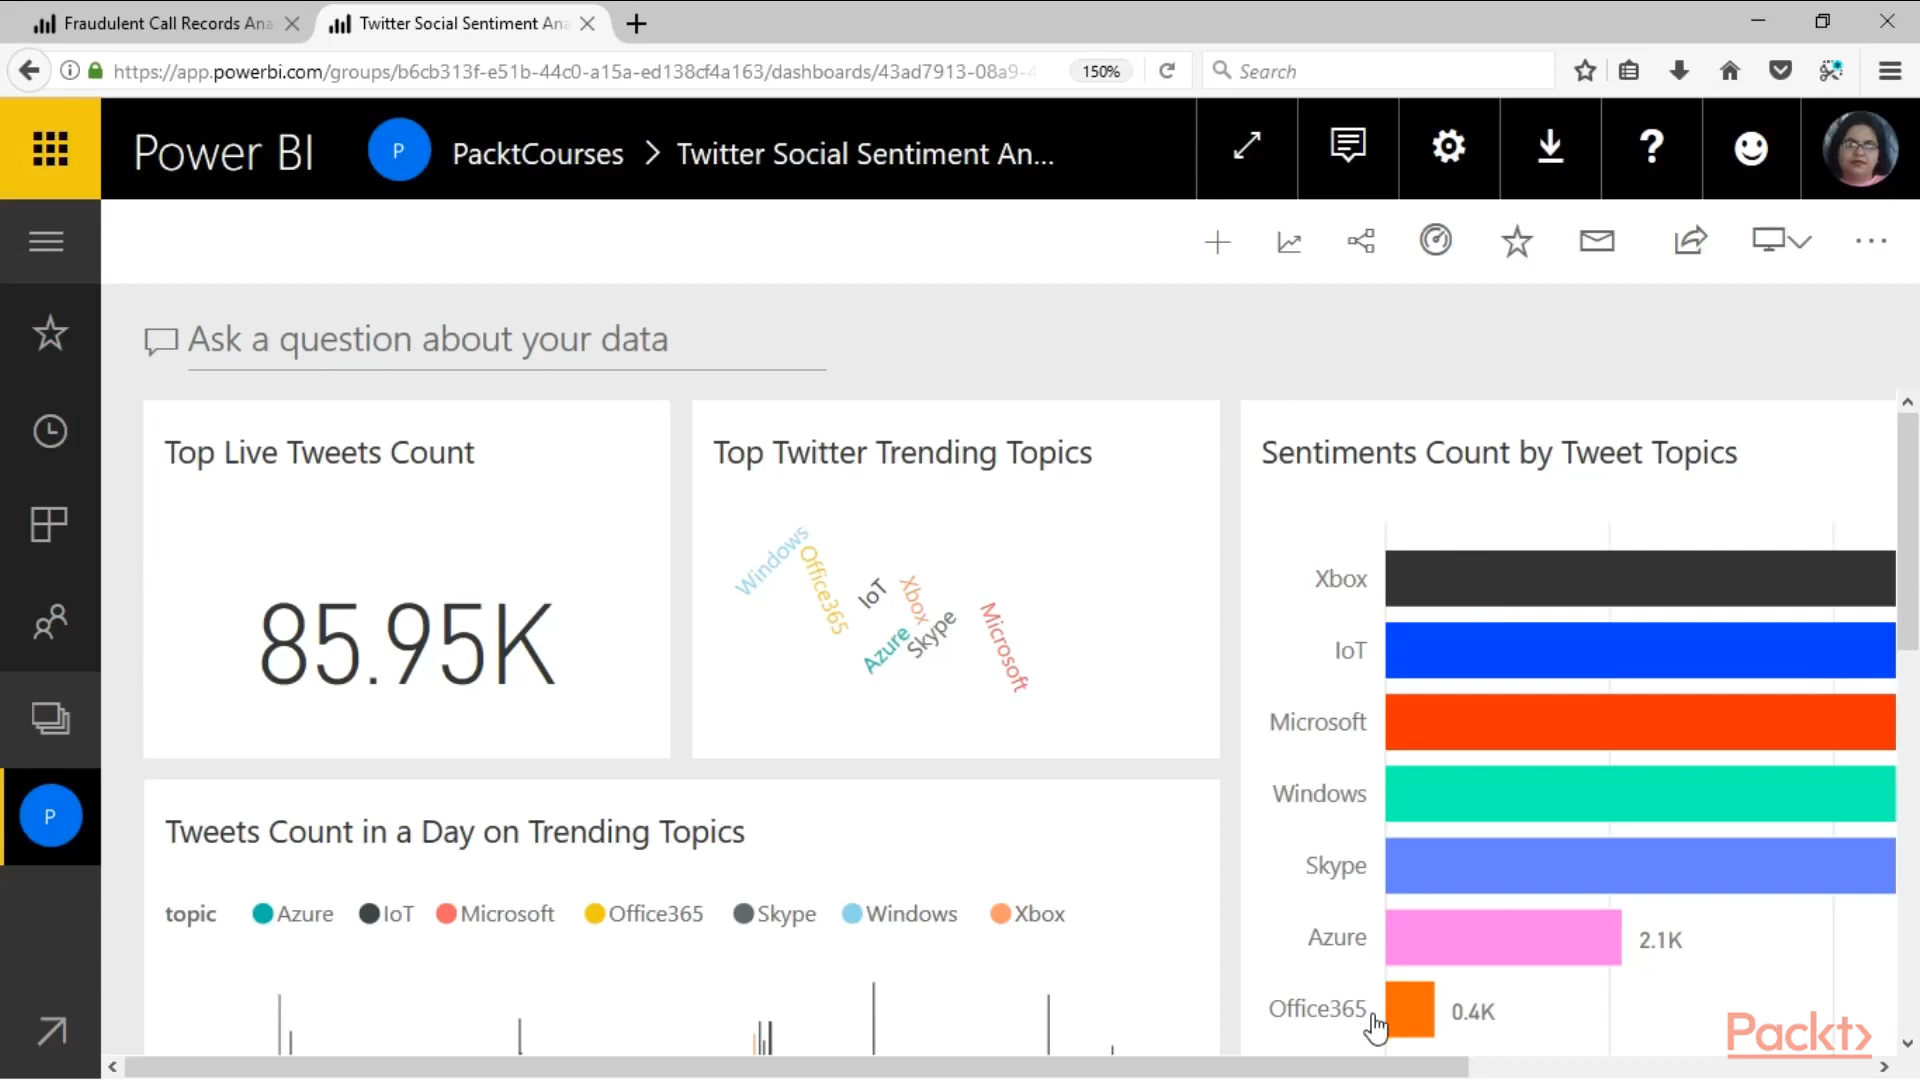 Fraudulent Call Records Ana
Twitter Social Sentiment Ana
https://app.powerbi.com/groups/b6cb313f-e51b-44c0-a15a-ed138cf4a163/dashboards/43ad7913-08a9-4
150%
Search
Power BI
P
PacktCourses
Twitter Social Sentiment An...
Ask a question about your data
Top Live Tweets Count
85.95K
Top Twitter Trending Topics
Windows
Office365
IoT
Xbox
Azure
Skype
Microsoft
Sentiments Count by Tweet Topics
Xbox
IoT
Microsoft
Windows
Skype
Azure
2.1K
Office365
0.4K
P
Tweets Count in a Day on Trending Topics
topic Azure IoT Microsoft Office365 Skype Windows Xbox
Packt>